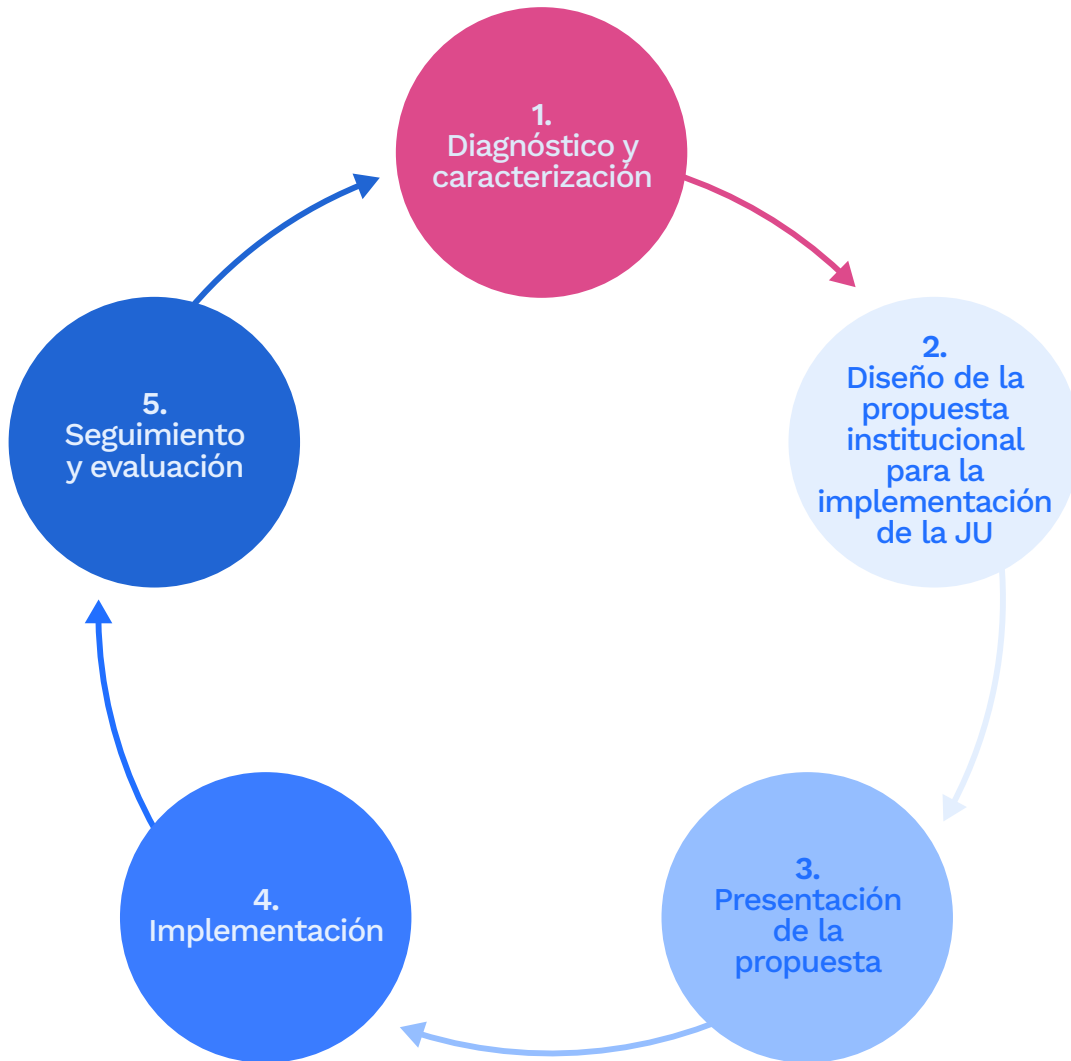 1.
Diagnóstico y
caracterización
2.
Diseño de la
propuesta
institucional
para la
implementación
de la JU
3.
Presentación
de la
propuesta
4.
Implementación
5.
Seguimiento
y evaluación